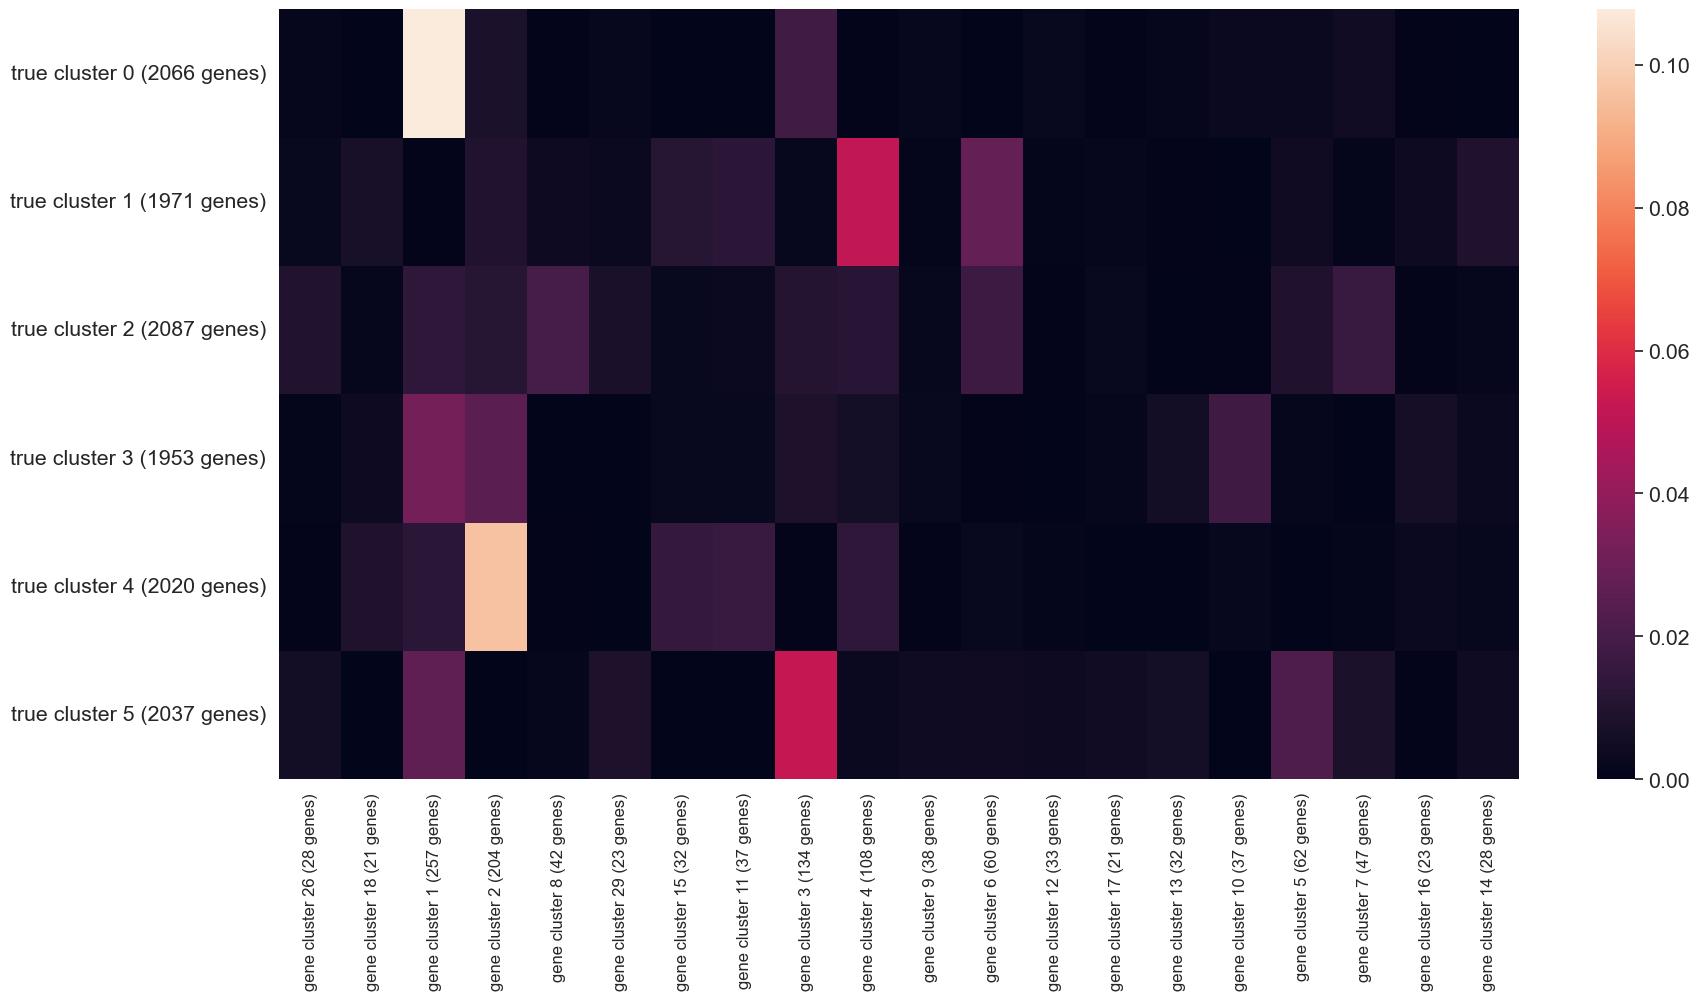 true cluster 0 (2066 genes)
true cluster 1 (1971 genes)
true cluster 2 (2087 genes)
true cluster 3 (1953 genes)
true cluster 4 (2020 genes)
true cluster 5 (2037 genes)
gene cluster 26 (28 genes)
gene cluster 18 (21 genes)
gene cluster 1 (257 genes)
gene cluster 2 (204 genes)
gene cluster 8 (42 genes)
gene cluster 29 (23 genes)
gene cluster 15 (32 genes)
gene cluster 11 (37 genes)
gene cluster 3 (134 genes)
gene cluster 4 (108 genes)
gene cluster 9 (38 genes)
gene cluster 6 (60 genes)
gene cluster 12 (33 genes)
gene cluster 17 (21 genes)
gene cluster 13 (32 genes)
gene cluster 10 (37 genes)
gene cluster 5 (62 genes)
gene cluster 7 (47 genes)
gene cluster 16 (23 genes)
gene cluster 14 (28 genes)
0.10
0.08
0.06
0.04
0.02
0.00